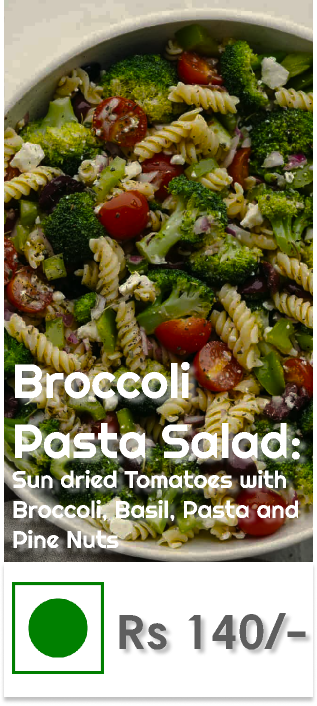 Broccoli
Pasta Salad:
Sun dried Tomatoes with
Broccoli, Basil, Pasta and
Pine Nuts
Rs 140/-